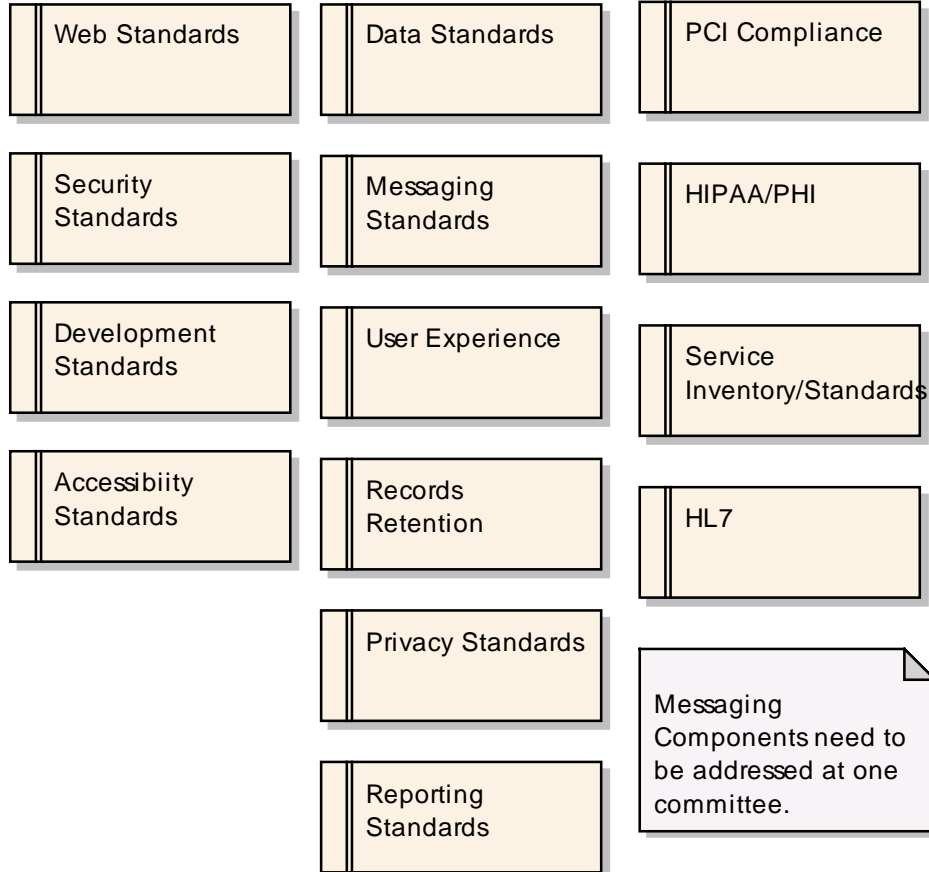 Web Standards
Security
Standards
Development
Standards
Accessibiity
Standards
Data Standards
Messaging
Standards
User Experience
Records
Retention
Privacy Standards
Reporting
Standards
PCI Compliance
HIPAA/PHI
Service
Inventory/Standards
HL7
Messaging
Components need to
be addressed at one
committee.